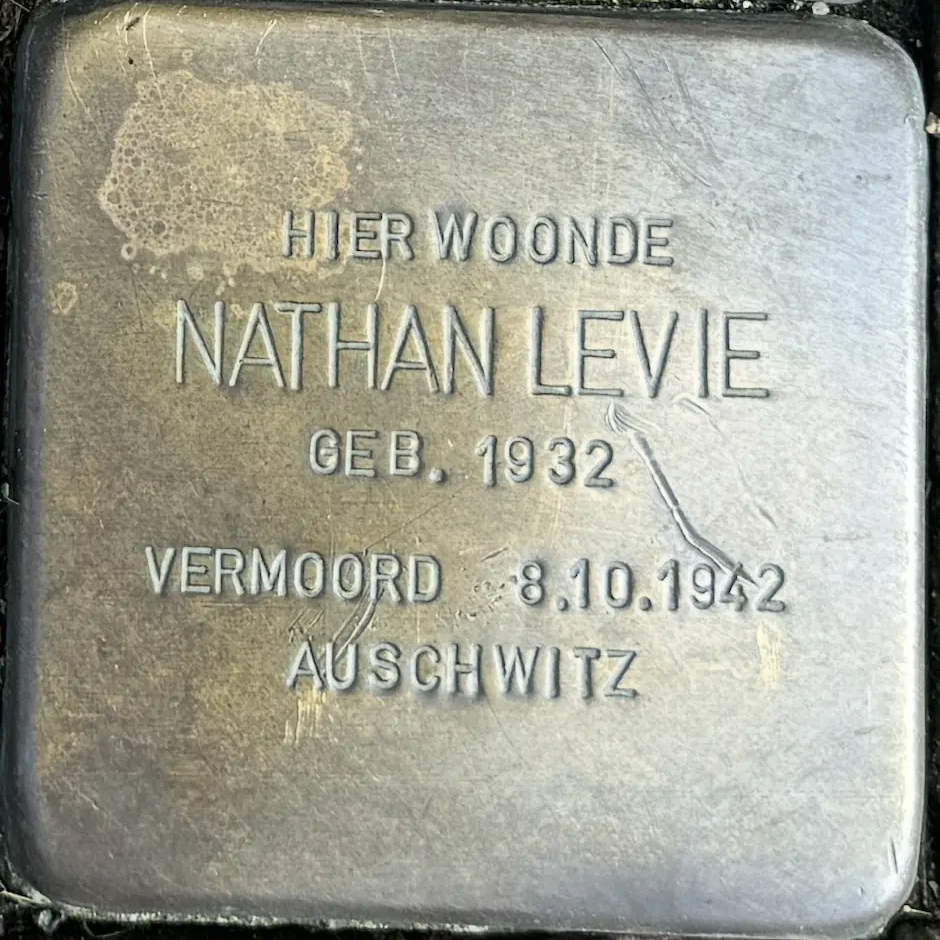 HIER WOONDE
NATHAN LEVIE
GEB. 1932
VERMOORD 8.10.1942
AUSCHWITZ